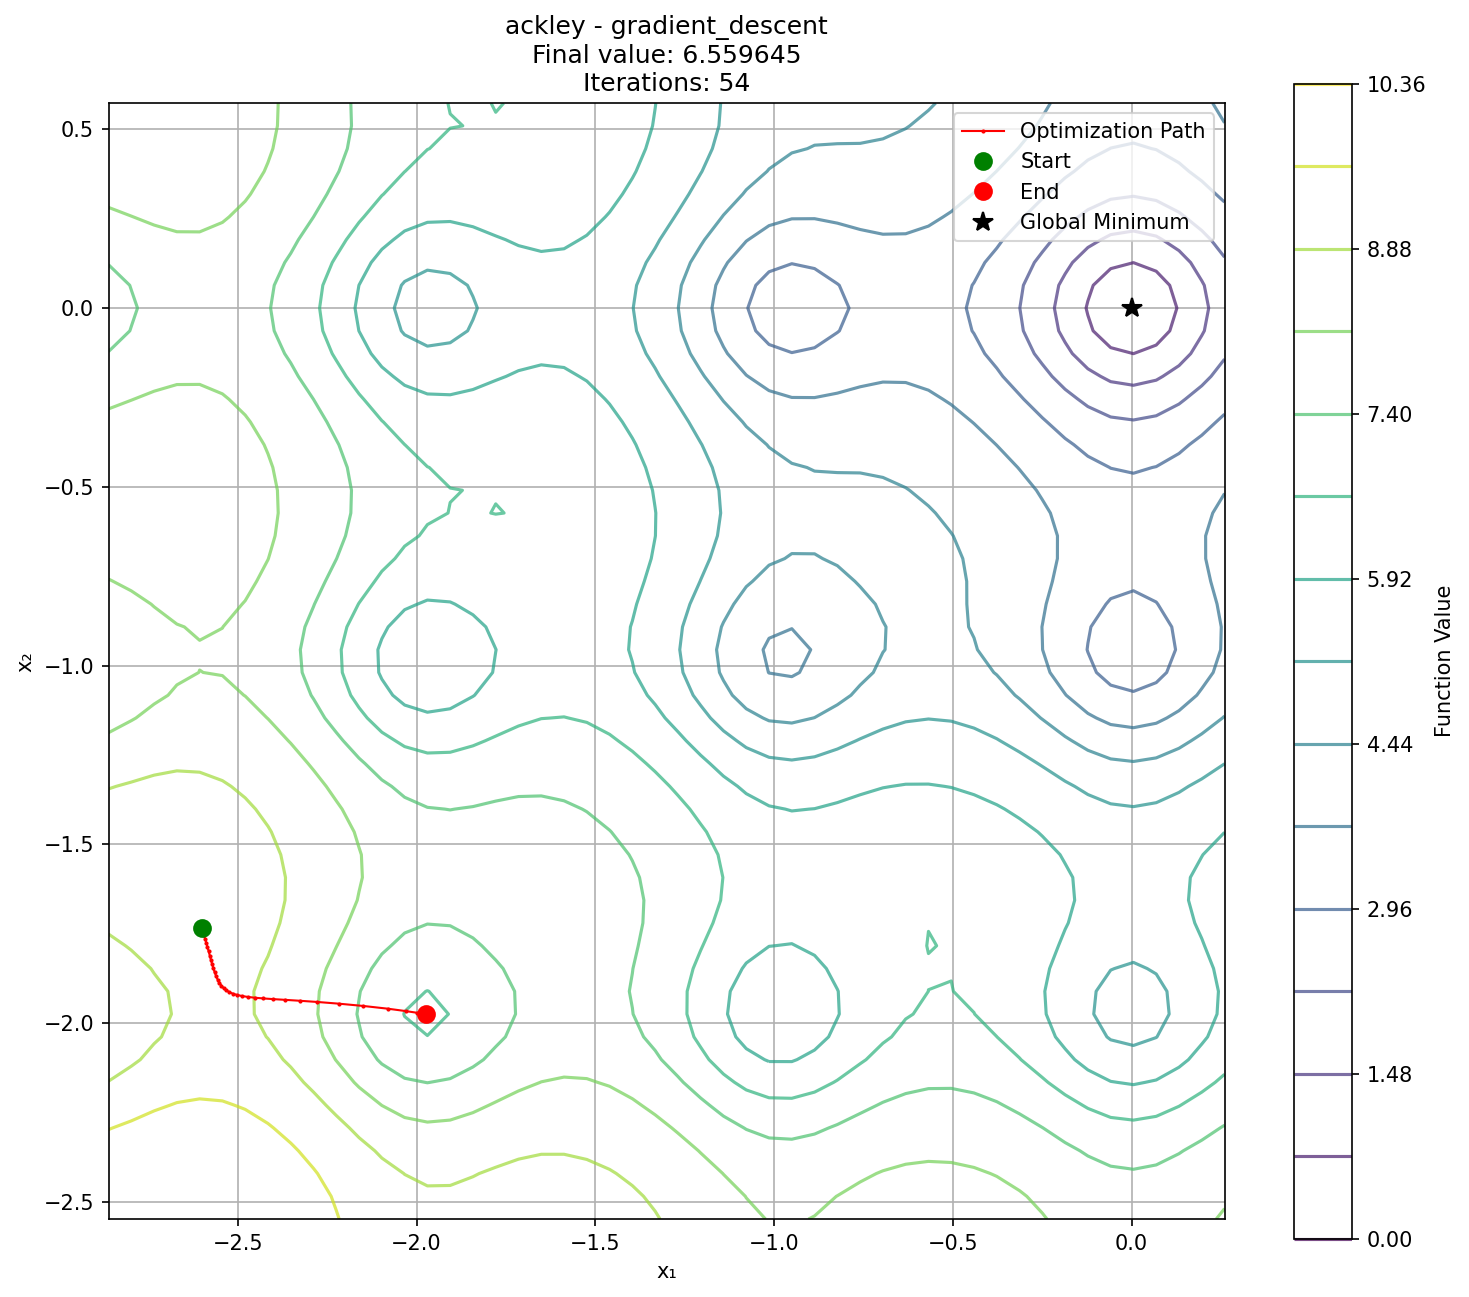 ackley - gradient_descent
Final value: 6.559645
Iterations: 54
Optimization Path
Start
End
Global Minimum
0.5
0.0
−0.5
−1.0
−1.5
−2.0
−2.5
x₂
−2.5
−2.0
−1.5
−1.0
−0.5
0.0
x₁
10.36
8.88
7.40
5.92
4.44
2.96
1.48
0.00
Function Value